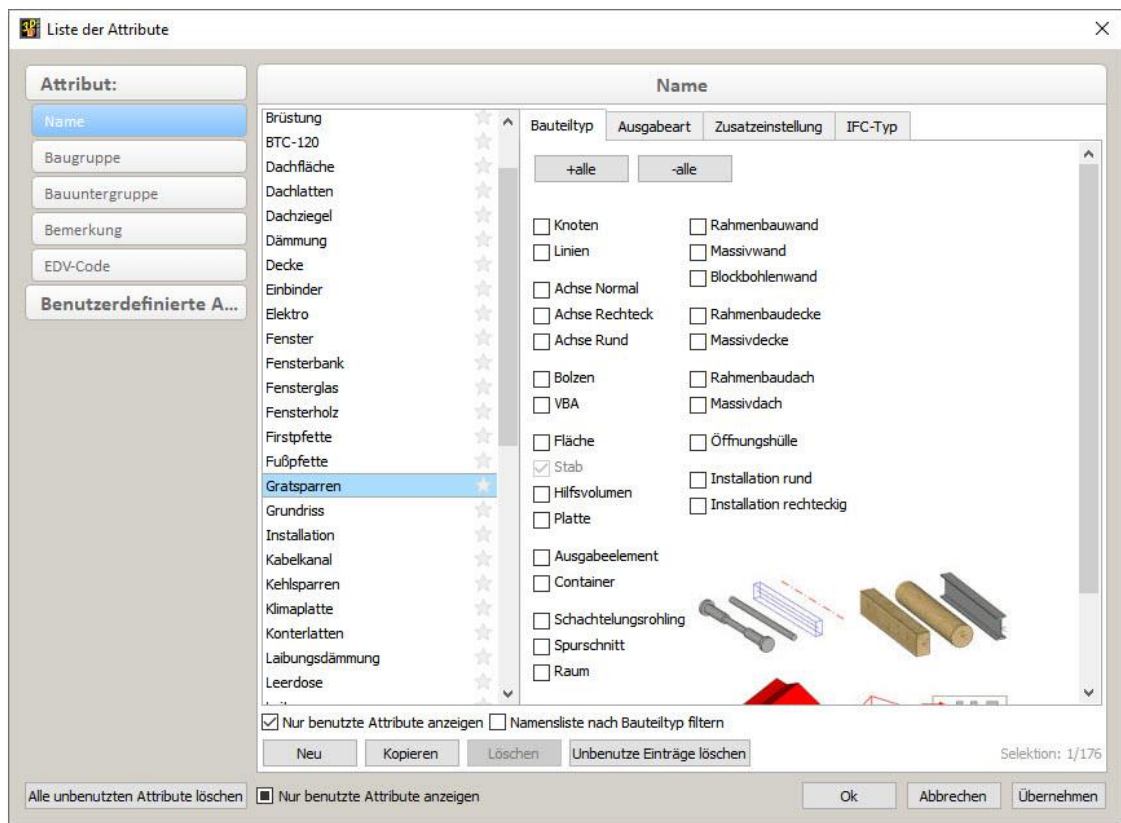 Liste der Attribute
Attribut:
Name
Baugruppe
Bauuntergruppe
Bemerkung
EDV-Code
Benutzerdefinierte A...
Name
Brüstung
BTC-120
Dachfläche
Dachlatten
Dachziegel
Dämmung
Decke
Einbinder
Elektro
Fenster
Fensterbank
Fensterglas
Fensterholz
Firstpfette
Fußpfette
Gratsparren
Grundriss
Installation
Kabelkanal
Kehlsparren
Klimaplatte
Konterlatten
Laibungsdämmung
Leerdose
Bauteiltyp Ausgabeart Zusatzeinstellung IFC-Typ
+alle -alle
Knoten
Linien
Achse Normal
Achse Rechteck
Achse Rund
Bolzen
VBA
Fläche
Stab
Hilfsvolumen
Platte
Ausgabeelement
Container
Schachtelungsrohling
Spurschnitt
Raum
Rahmenbauwand
Massivwand
Blockbohlenwand
Rahmenbaudecke
Massivdecke
Rahmenbaudach
Massivdach
Öffnungshülle
Installation rund
Installation rechteckig
Nur benutzte Attribute anzeigen Namensliste nach Bauteiltyp filtern
Neu Kopieren Löschen Unbenutze Einträge löschen Selektion: 1/176
Alle unbenutzten Attribute löschen Nur benutzte Attribute anzeigen Ok Abbrechen Übernehmen